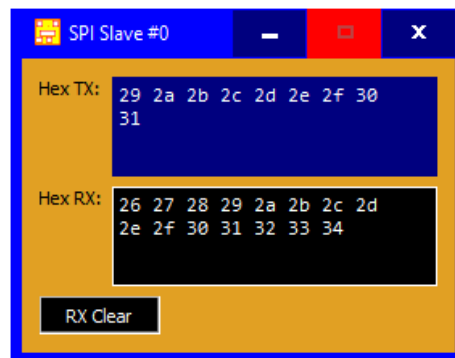 SPI Slave #0
Hex TX:
29 2a 2b 2c 2d 2e 2f 30
31
Hex RX:
26 27 28 29 2a 2b 2c 2d
2e 2f 30 31 32 33 34
RX Clear